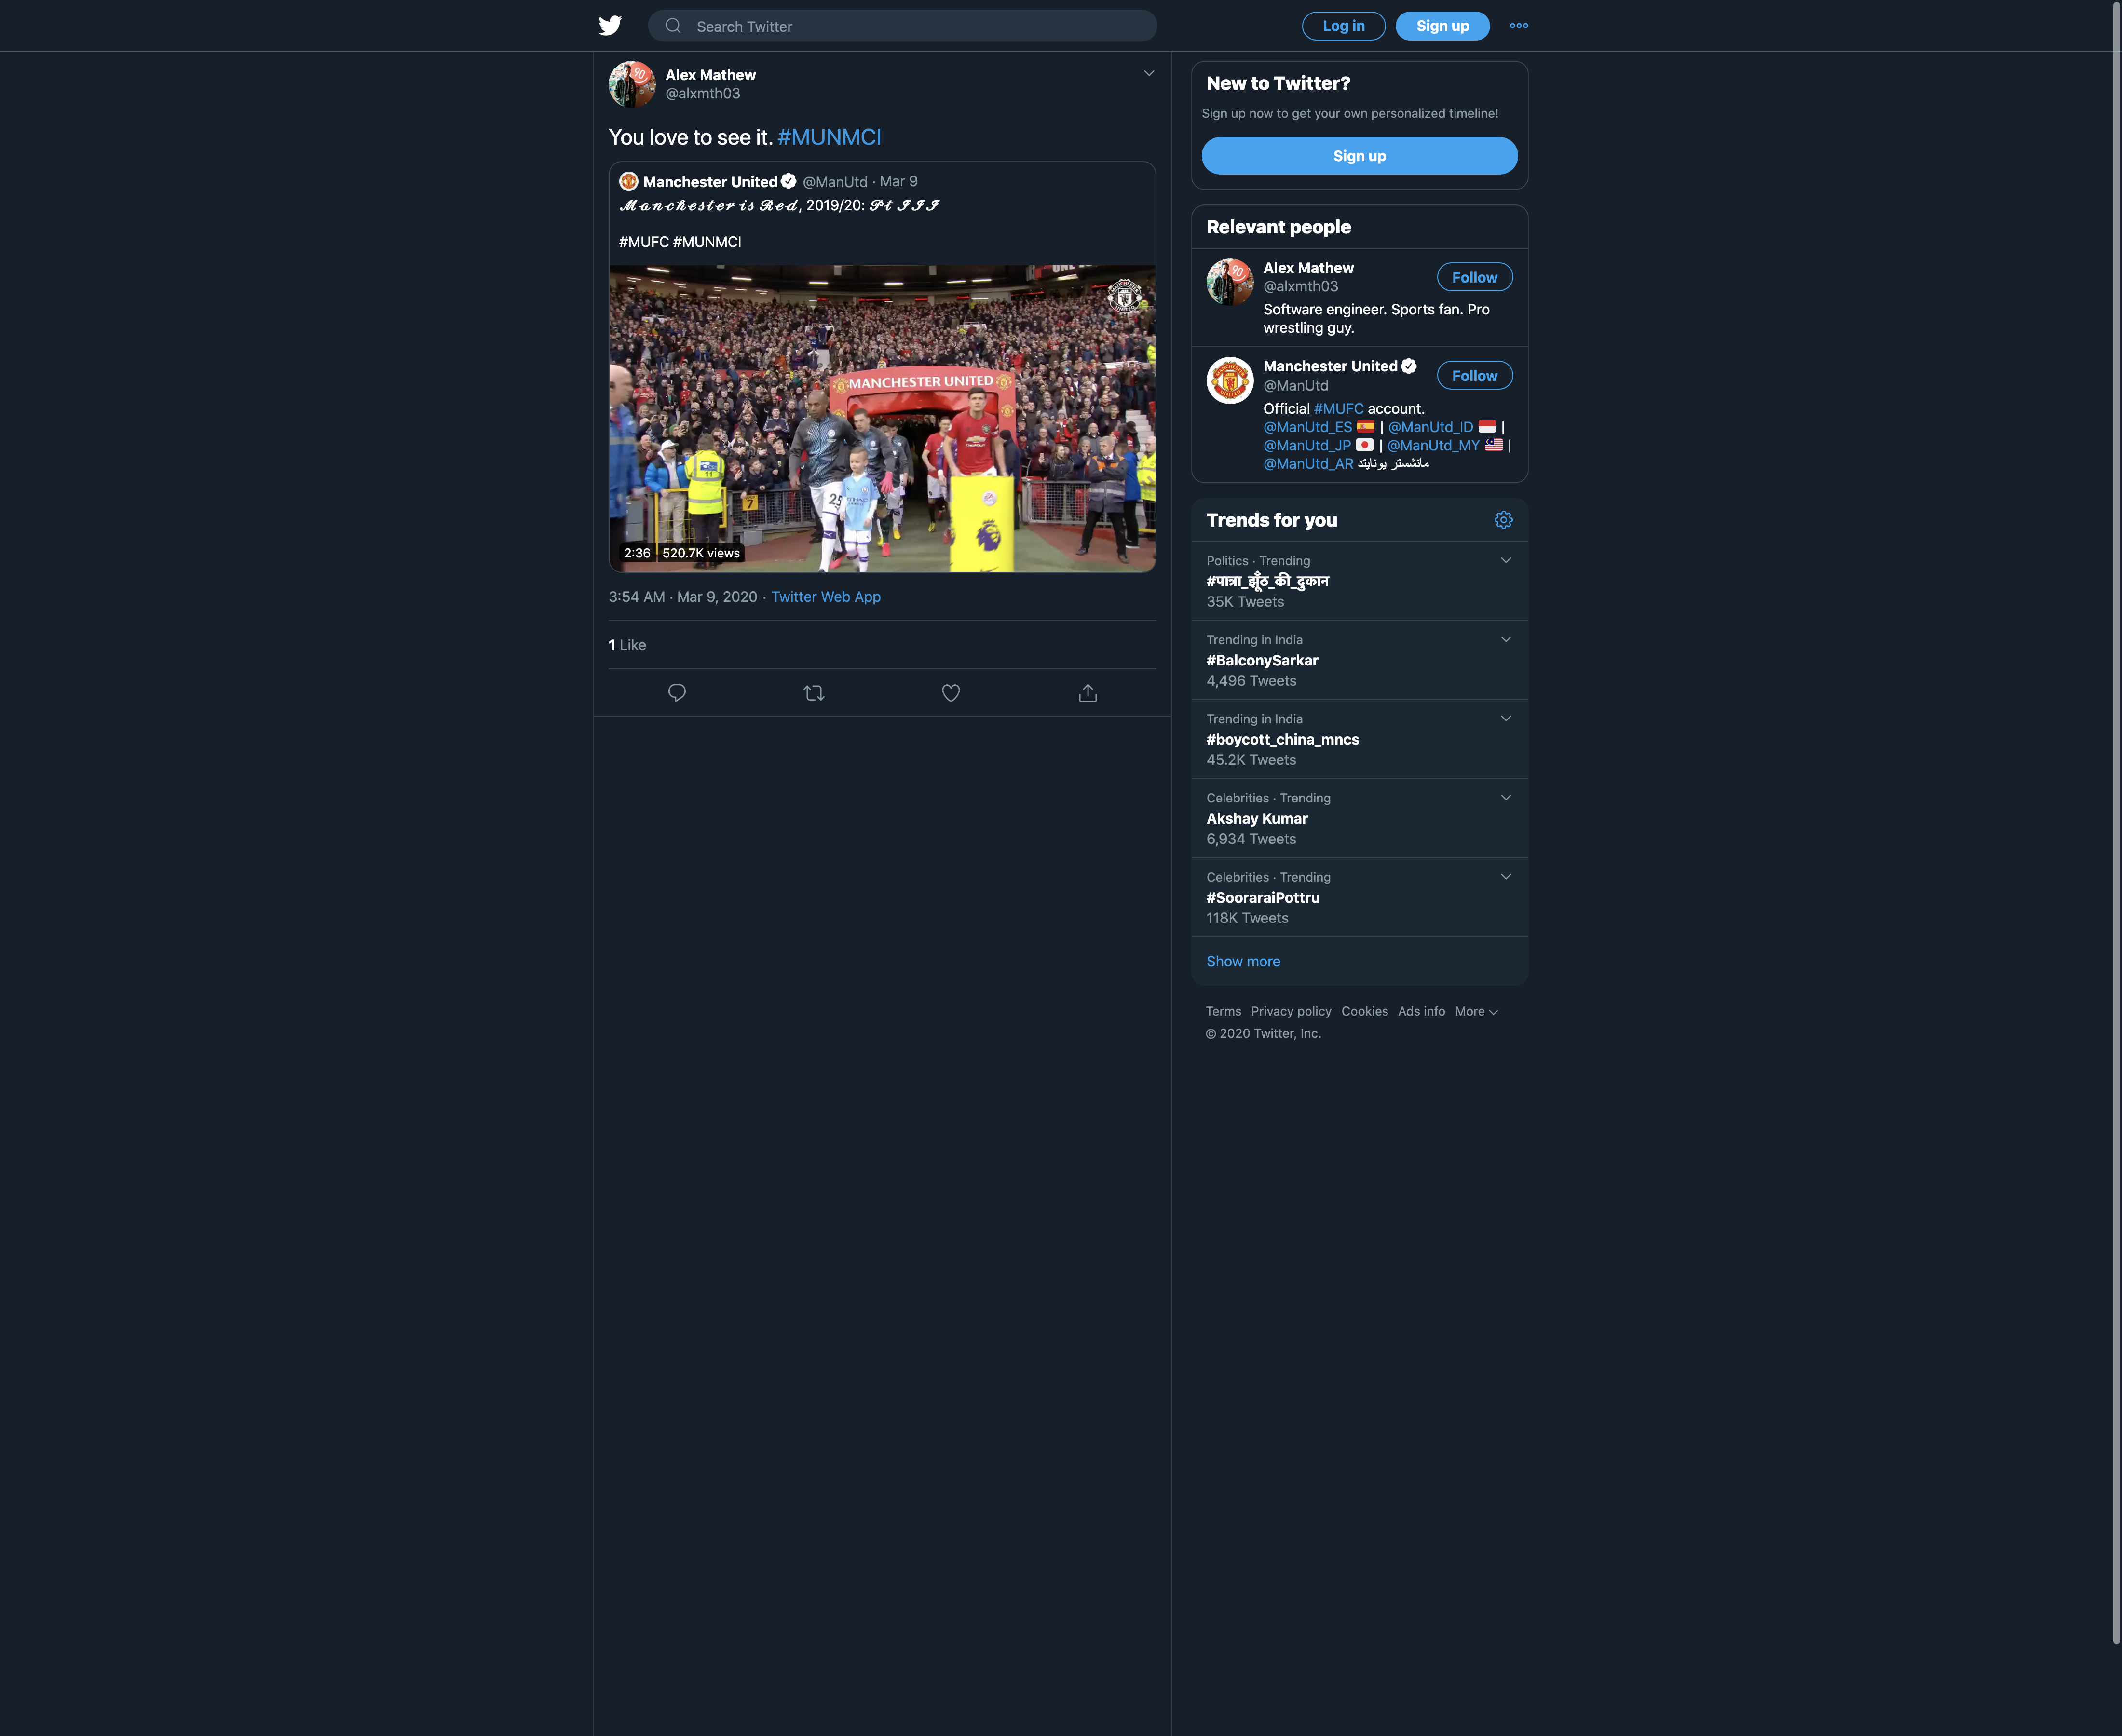 Search Twitter
Log in
Sign up
Alex Mathew
@alxmth03
You love to see it. #MUNMCI
Manchester United @ManUtd · Mar 9
𝓜𝓪𝓷𝓬𝓱𝓮𝓼𝓽𝓮𝓻 𝓲𝓼 𝓡𝓮𝓭, 2019/20: 𝓟𝓽 𝓘𝓘𝓘
#MUFC #MUNMCI
MANCHESTER UNITED
7
25
2:36 520.7K views
3:54 AM · Mar 9, 2020 · Twitter Web App
1 Like
New to Twitter?
Sign up now to get your own personalized timeline!
Sign up
Relevant people
Alex Mathew
@alxmth03
Follow
Software engineer. Sports fan. Pro
wrestling guy.
Manchester United
@ManUtd
Follow
Official #MUFC account.
@ManUtd_ES 🇪🇸 | @ManUtd_ID 🇮🇩 |
@ManUtd_JP 🇯🇵 | @ManUtd_MY 🇲🇾 |
@ManUtd_AR مانشستر يونايتد
Trends for you
Politics · Trending
#पात्रा_झूँठ_की_दुकान
35K Tweets
Trending in India
#BalconySarkar
4,496 Tweets
Trending in India
#boycott_china_mncs
45.2K Tweets
Celebrities · Trending
Akshay Kumar
6,934 Tweets
Celebrities · Trending
#SooraraiPottru
118K Tweets
Show more
Terms Privacy policy Cookies Ads info More
© 2020 Twitter, Inc.